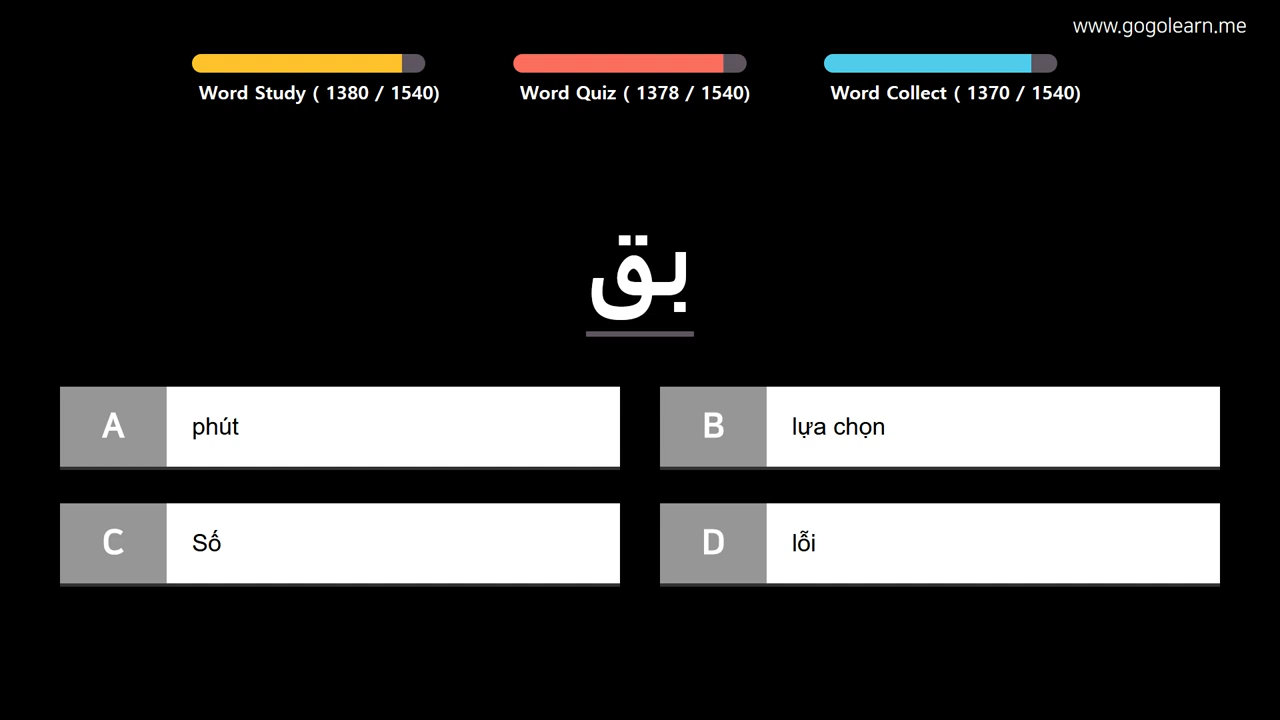 www.gogolearn.me
Word Study ( 1380 / 1540)
Word Quiz ( 1378 / 1540)
Word Collect ( 1370 / 1540)
بق
A phút
B lựa chọn
C Số
D lỗi